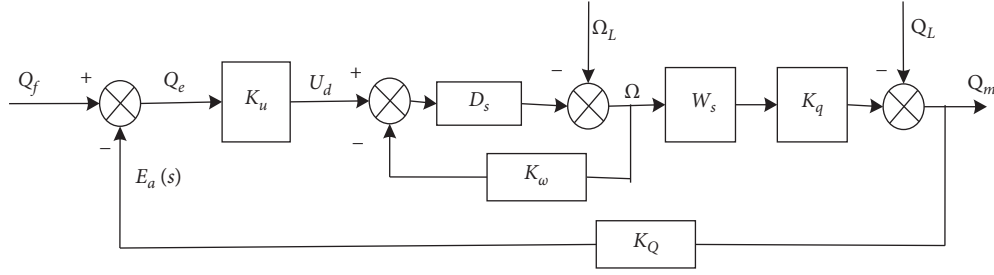 Ω_L
Q_L
Q_f
+
Q_e
K_u
U_d
+
D_s
−
Ω
W_s
K_q
−
Q_m
−
E_a (s)
−
K_ω
K_Q